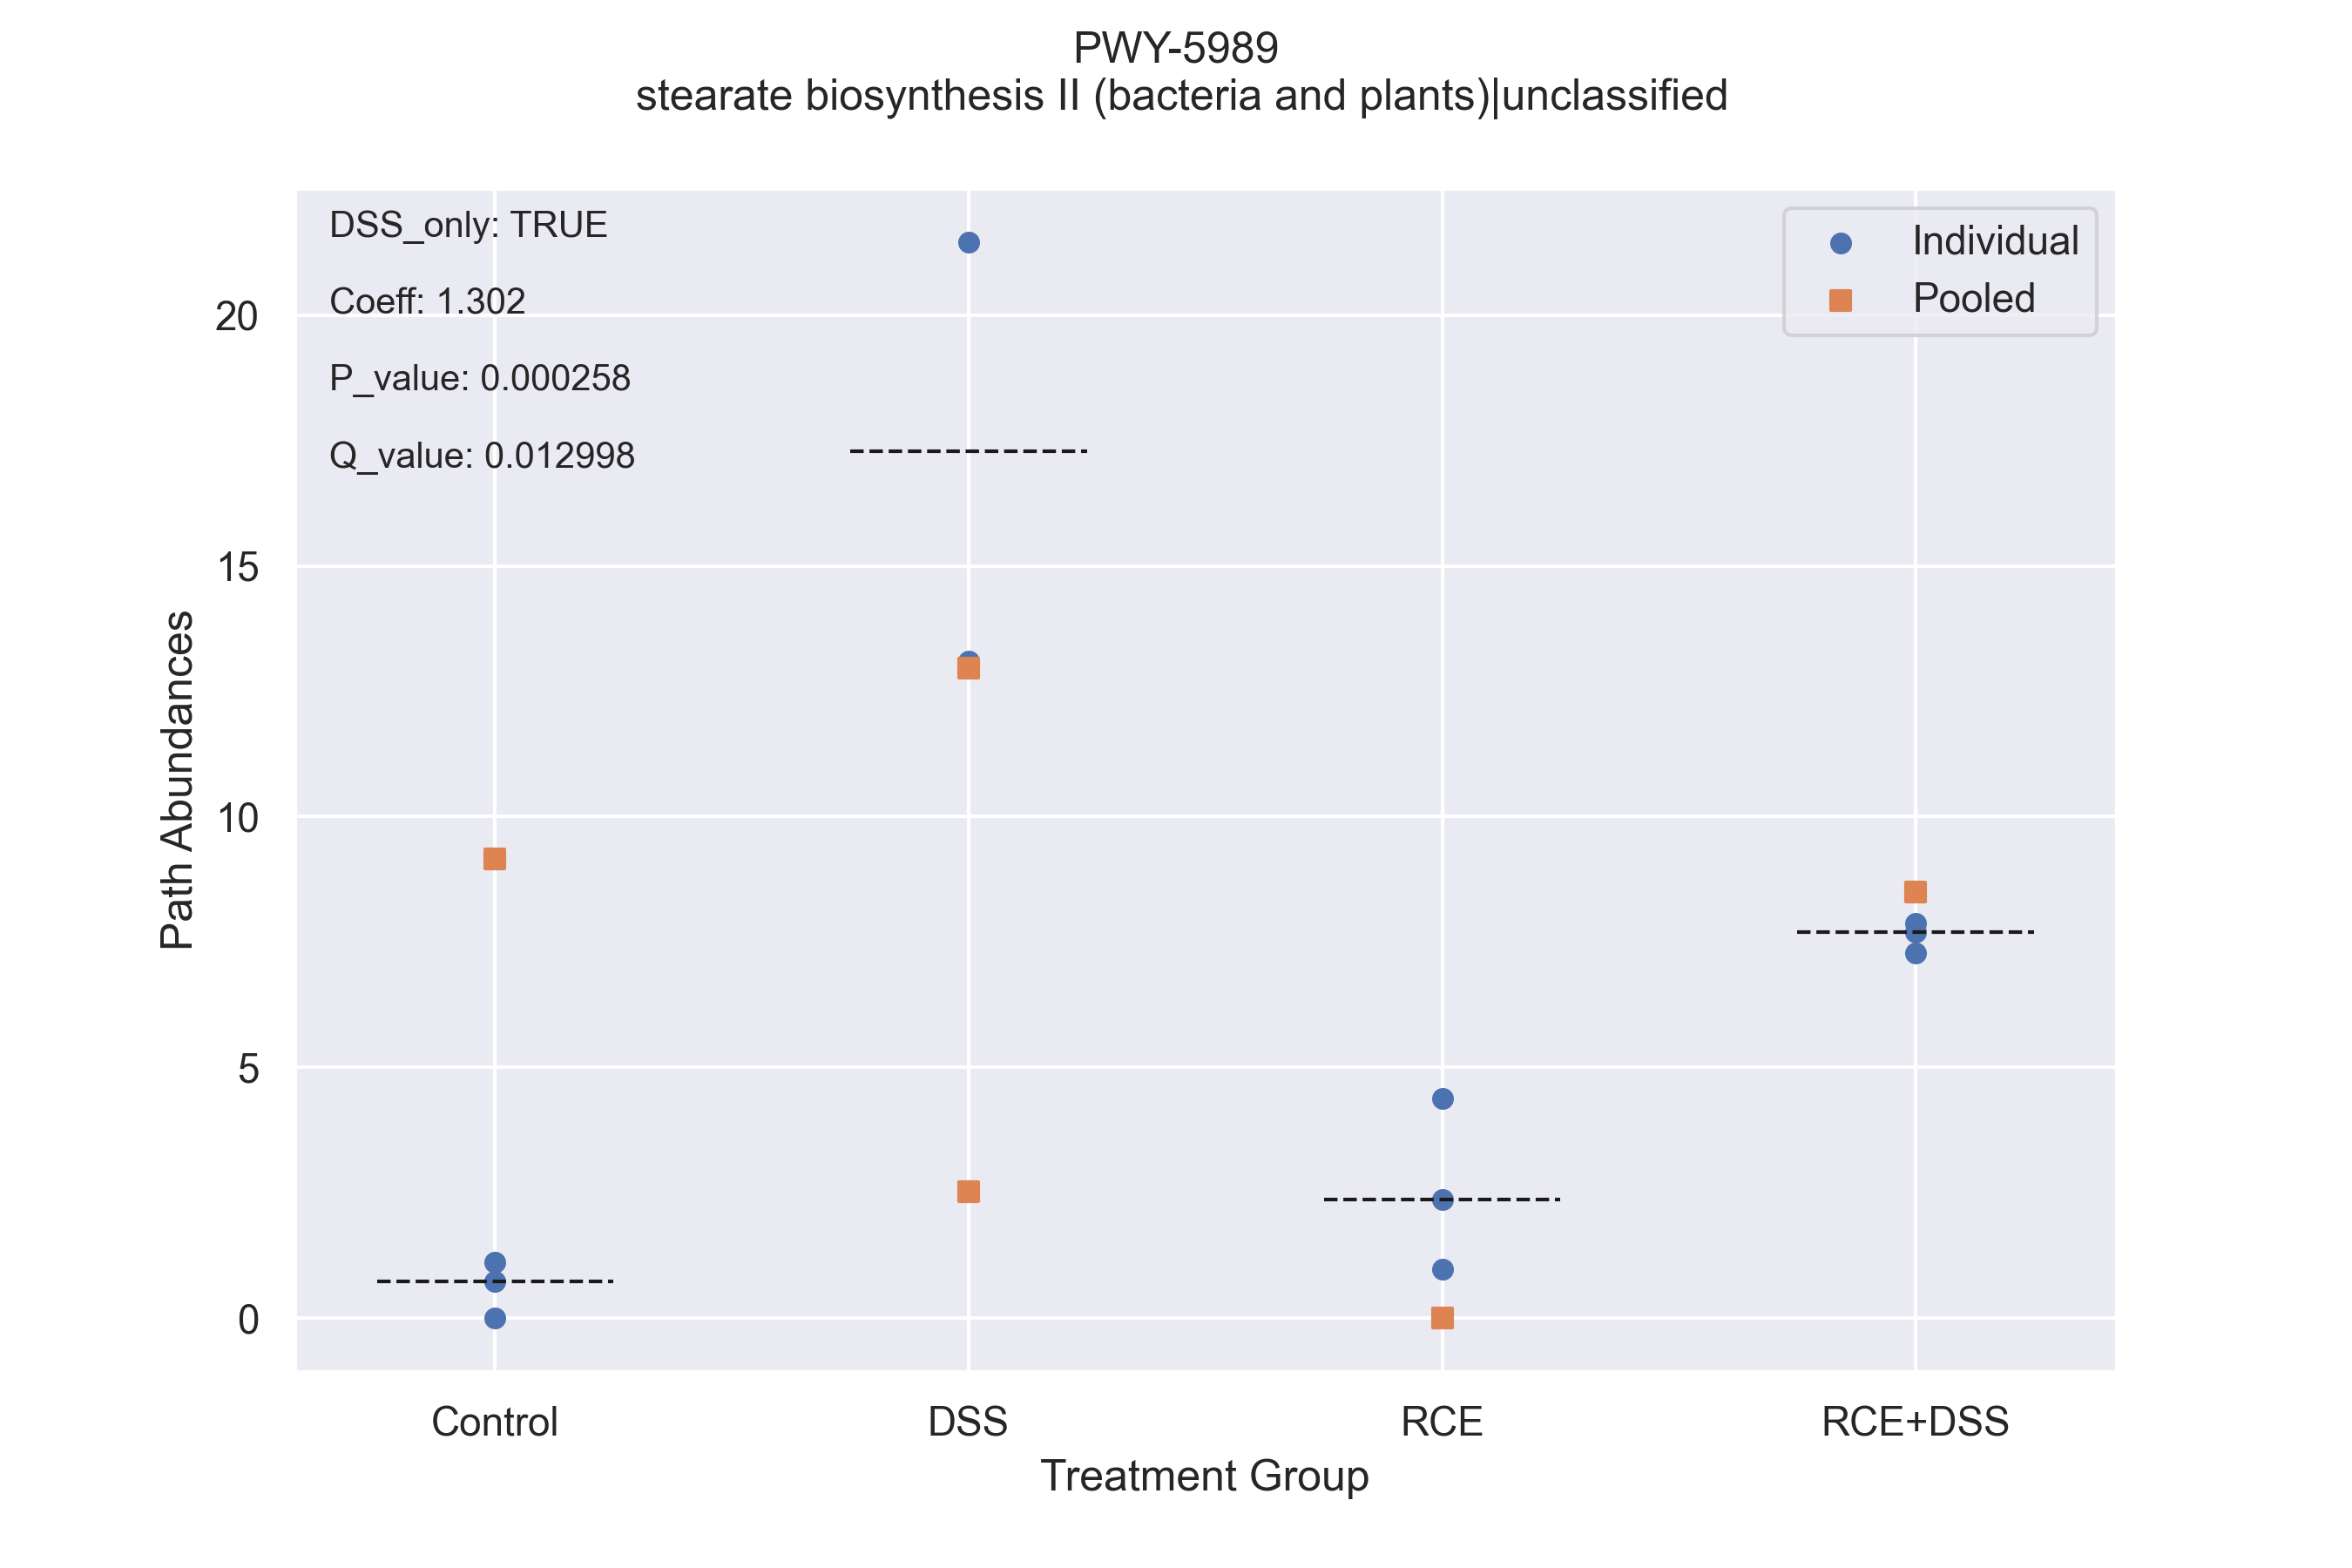 PWY-5989
stearate biosynthesis II (bacteria and plants)|unclassified
DSS_only: TRUE
Coeff: 1.302
P_value: 0.000258
Q_value: 0.012998
Individual
Pooled
20
15
10
5
0
Path Abundances
Control
DSS
RCE
RCE+DSS
Treatment Group